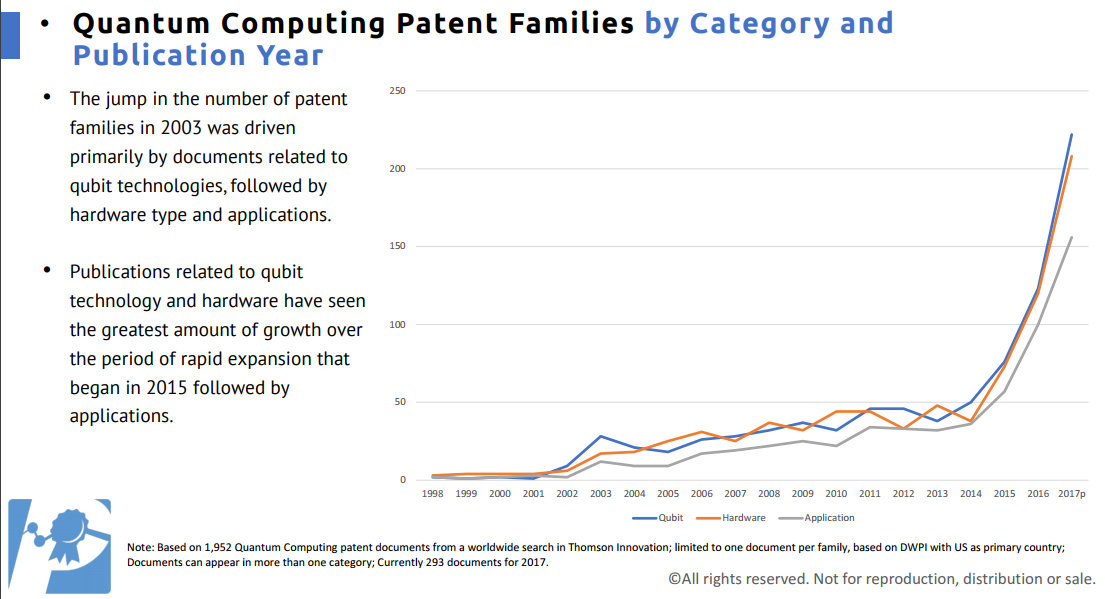 • Quantum Computing Patent Families by Category and
Publication Year
• The jump in the number of patent
families in 2003 was driven
primarily by documents related to
qubit technologies, followed by
hardware type and applications.
• Publications related to qubit
technology and hardware have seen
the greatest amount of growth over
the period of rapid expansion that
began in 2015 followed by
applications.
250
200
150
100
50
0
1998 1999 2000 2001 2002 2003 2004 2005 2006 2007 2008 2009 2010 2011 2012 2013 2014 2015 2016 2017p
Qubit Hardware Application
Note: Based on 1,952 Quantum Computing patent documents from a worldwide search in Thomson Innovation; limited to one document per family, based on DWPI with US as primary country;
Documents can appear in more than one category; Currently 293 documents for 2017.
©All rights reserved. Not for reproduction, distribution or sale.